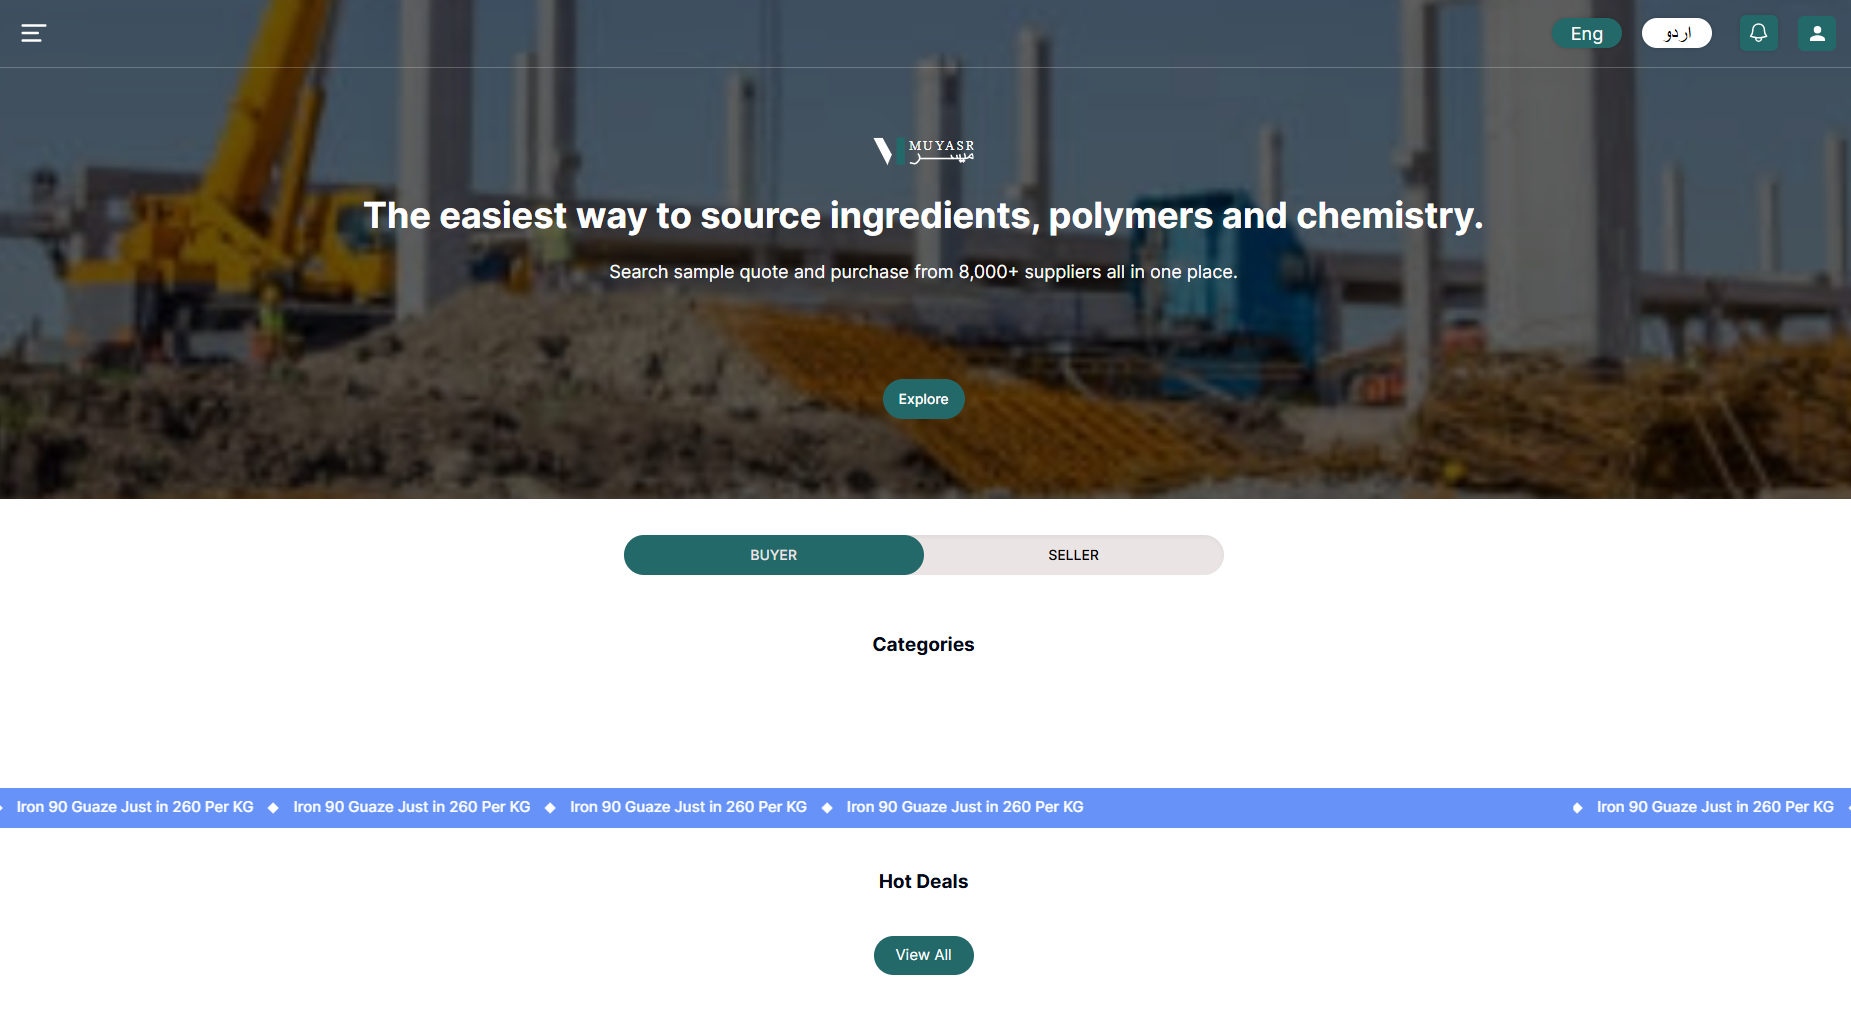 Eng
اردو
MUYASR
ميسر
The easiest way to source ingredients, polymers and chemistry.
Search sample quote and purchase from 8,000+ suppliers all in one place.
Explore
BUYER
SELLER
Categories
Iron 90 Guaze Just in 260 Per KG ◆ Iron 90 Guaze Just in 260 Per KG ◆ Iron 90 Guaze Just in 260 Per KG ◆ Iron 90 Guaze Just in 260 Per KG ◆ Iron 90 Guaze Just in 260 Per KG
Hot Deals
View All